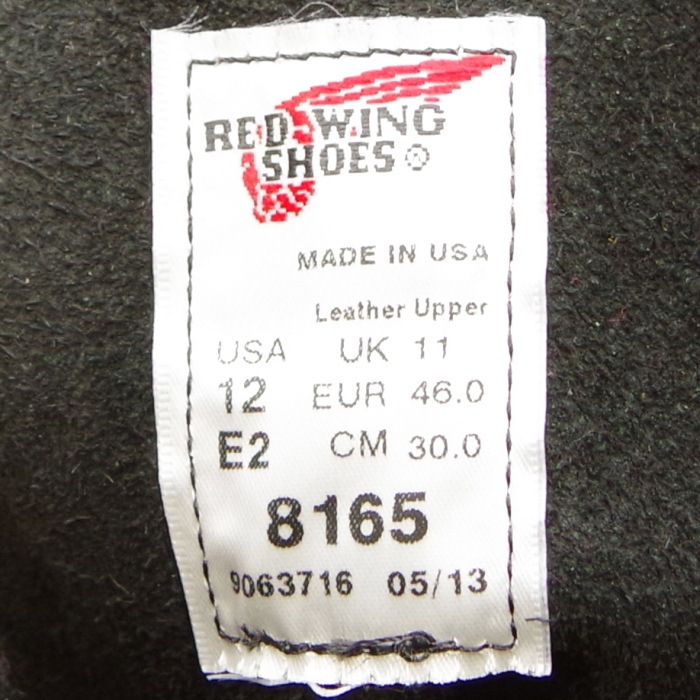 RED WING
SHOES ®
MADE IN USA
Leather Upper
USA UK 11
12 EUR 46.0
E2 CM 30.0
8165
9063716 05/13